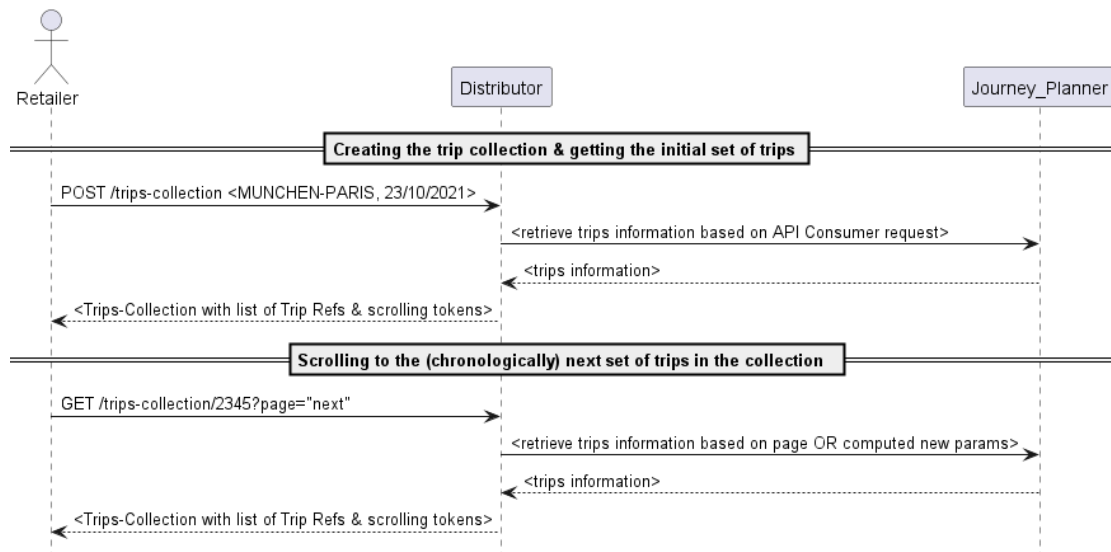 Retailer
Distributor
Journey_Planner
Creating the trip collection & getting the initial set of trips
POST /trips-collection <MUNCHEN-PARIS, 23/10/2021>
<retrieve trips information based on API Consumer request>
<trips information>
<Trips-Collection with list of Trip Refs & scrolling tokens>
Scrolling to the (chronologically) next set of trips in the collection
GET /trips-collection/2345?page="next"
<retrieve trips information based on page OR computed new params>
<trips information>
<Trips-Collection with list of Trip Refs & scrolling tokens>